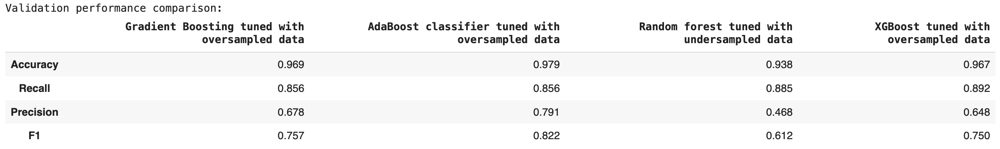 Validation performance comparison:
Gradient Boosting tuned with AdaBoost classifier tuned with Random forest tuned with XGBoost tuned with
oversampled data oversampled data undersampled data oversampled data
Accuracy 0.969 0.979 0.938 0.967
Recall 0.856 0.856 0.885 0.892
Precision 0.678 0.791 0.468 0.648
F1 0.757 0.822 0.612 0.750